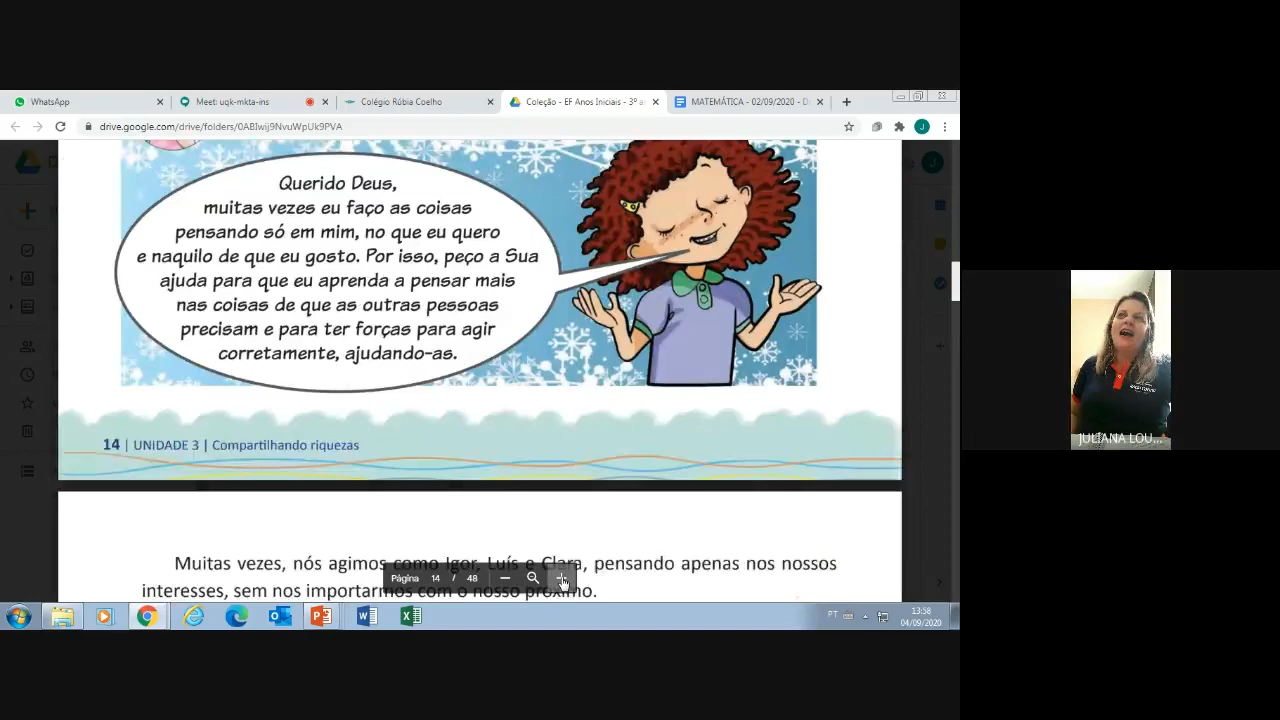 WhatsApp
Meet: uqk-mkta-ins
Colégio Rúbia Coelho
Coleção - EF Anos Iniciais - 3º a
MATEMÁTICA - 02/09/2020 - D
drive.google.com/drive/folders/0ABIwij9NvuWpUk9PVA
J
J
Querido Deus,
muitas vezes eu faço as coisas
pensando só em mim, no que eu quero
e naquilo de que eu gosto. Por isso, peço a Sua
ajuda para que eu aprenda a pensar mais
nas coisas de que as outras pessoas
precisam e para ter forças para agir
corretamente, ajudando-as.
14 | UNIDADE 3 | Compartilhando riquezas
Muitas vezes, nós agimos como Igor, Luís e Clara, pensando apenas nos nossos
interesses, sem nos importarmos com o nosso próximo.
Página 14 / 48
JULIANA LOU...
PT
13:58
04/09/2020